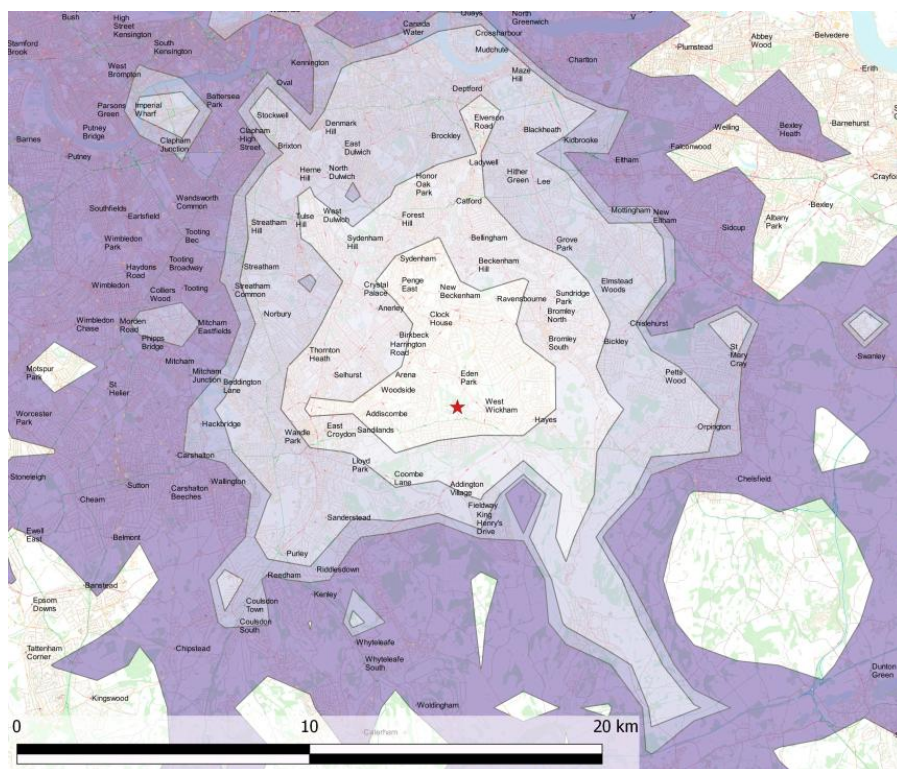 Bush
High
Street
Kensington
Stamford
Brook
South
Kensington
West
Brompton
Parsons
Green
Imperial
Wharf
Battersea
Park
Putney
Bridge
Barnes
Putney
Clapham
Junction
Canada
Water
Quays
North
Greenwich
Crossharbour
Mudchute
Kennington
Oval
Maze
Hill
Charlton
Plumstead
Abbey
Wood
Belvedere
Erith
Deptford
Stockwell
Clapham
High
Street
Brixton
Denmark
Hill
East
Dulwich
Brockley
Elverson
Road
Blackheath
Kidbrooke
Welling
Bexley
Heath
Barnehurst
Falconwood
Eltham
Herne
Hill
North
Dulwich
Honor
Oak
Park
Ladywell
Hither
Green
Lee
Crayfo
Wandsworth
Common
Southfields
Earlsfield
Wimbledon
Park
Tooting
Bec
Streatham
Hill
Tulse
Hill
West
Dulwich
Forest
Hill
Catford
Mottingham
New
Eltham
Sidcup
Albany
Park
Bexley
Sydenham
Hill
Bellingham
Grove
Park
Haydons
Road
Tooting
Broadway
Wimbledon
Colliers
Wood
Tooting
Streatham
Streatham
Common
Sydenham
Beckenham
Hill
Crystal
Palace
Penge
East
New
Beckenham
Ravensbourne
Sundridge
Park
Elmstead
Woods
Wimbledon
Chase
Morden
Road
Phipps
Bridge
Mitcham
Eastfields
Norbury
Anerley
Clock
House
Bromley
North
Chislehurst
Birkbeck
Harrington
Road
Bromley
South
Bickley
St
Mary
Cray
Swanley
Motspur
Park
Mitcham
Mitcham
Junction
Beddington
Lane
St
Helier
Thornton
Heath
Selhurst
Arena
Woodside
Eden
Park
Petts
Wood
Worcester
Park
Hackbridge
Addiscombe
West
Wickham
Hayes
Wandle
Park
East
Croydon
Sandilands
Orpington
Carshalton
Lloyd
Park
Coombe
Lane
Addington
Village
Stoneleigh
Sutton
Carshalton
Beeches
Wallington
Cheam
Chelsfield
Fieldway
King
Henry's
Drive
Sanderstead
Ewell
East
Belmont
Purley
Reedham
Riddlesdown
Banstead
Kenley
Epsom
Downs
Coulsdon
Town
Coulsdon
South
Tattenham
Corner
Chipstead
Whyteleafe
Whyteleafe
South
Dunton
Green
Kingswood
Woldingham
Caterham
0 10 20 km